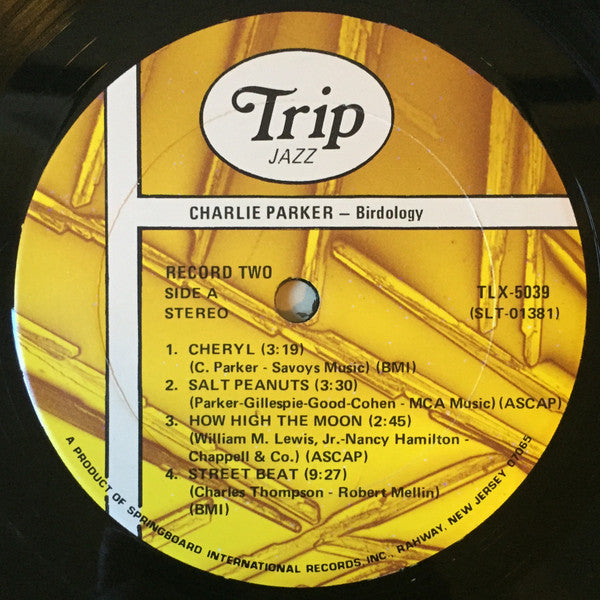 Trip
JAZZ
CHARLIE PARKER – Birdology
RECORD TWO
SIDE A
STEREO
TLX-5039
(SLT-01381)
1. CHERYL (3:19)
(C. Parker - Savoys Music) (BMI)
2. SALT PEANUTS (3:30)
(Parker-Gillespie-Good-Cohen - MCA Music) (ASCAP)
3. HOW HIGH THE MOON (2:45)
(William M. Lewis, Jr.-Nancy Hamilton -
Chappell & Co.) (ASCAP)
4. STREET BEAT (9:27)
(Charles Thompson - Robert Mellin)
(BMI)
A PRODUCT OF SPRINGBOARD INTERNATIONAL RECORDS INC., RAHWAY, NEW JERSEY 07065